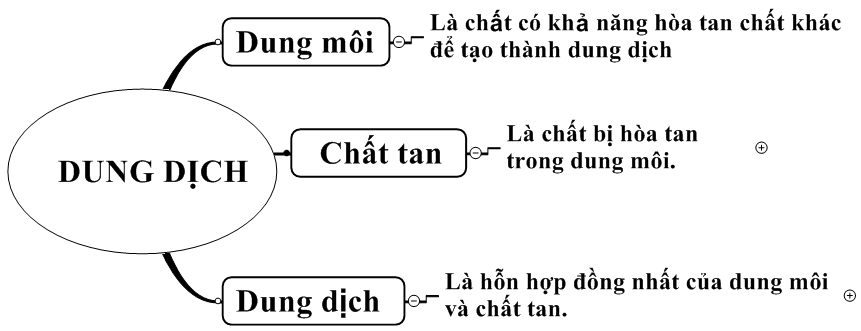 Dung môi
Là chất có khả năng hòa tan chất khác
để tạo thành dung dịch
DUNG DỊCH
Chất tan
Là chất bị hòa tan
trong dung môi.
Dung dịch
Là hỗn hợp đồng nhất của dung môi
và chất tan.